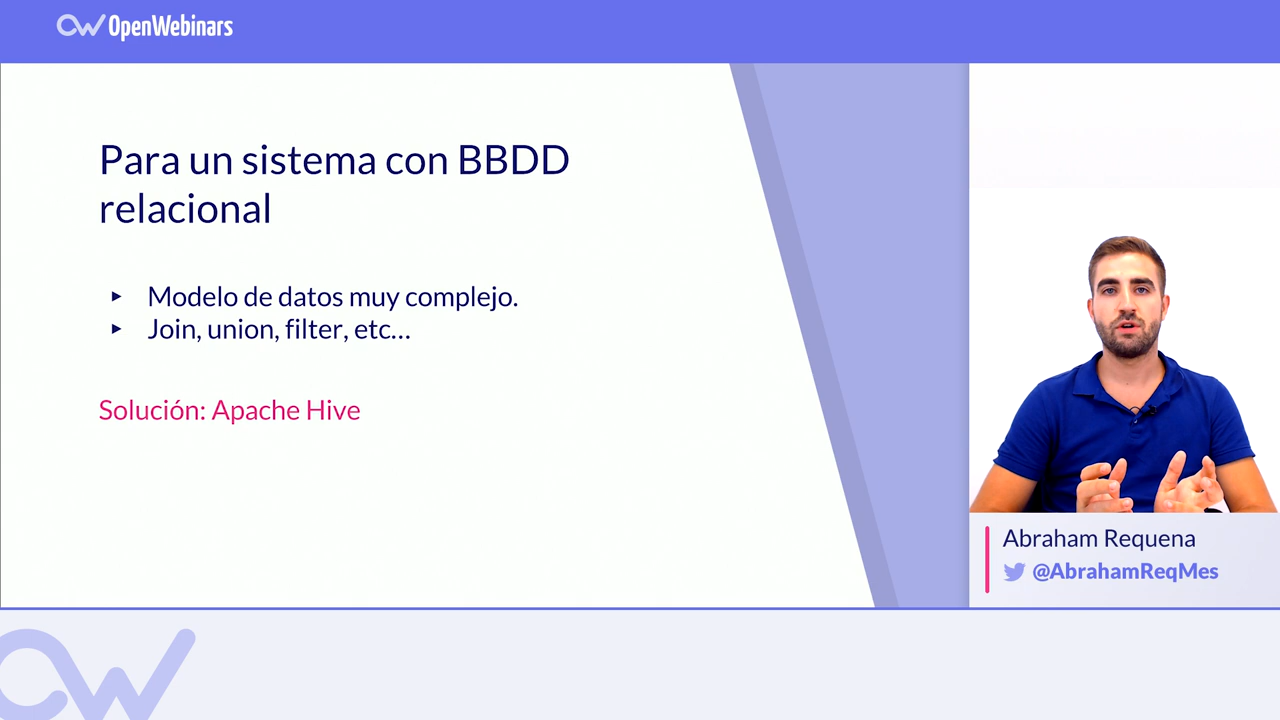 OpenWebinars
Para un sistema con BBDD
relacional
▸ Modelo de datos muy complejo.
▸ Join, union, filter, etc...
Solución: Apache Hive
Abraham Requena
@AbrahamReqMes